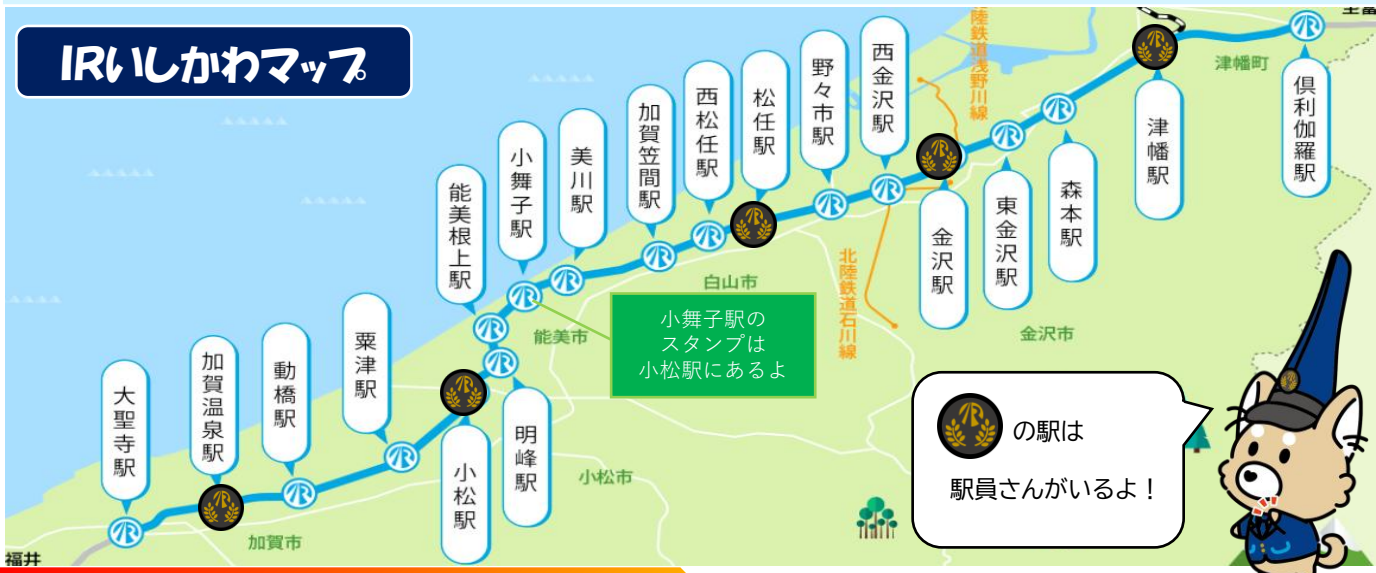 IRいしかわマップ
大聖寺駅
加賀温泉駅
動橋駅
粟津駅
小松駅
明峰駅
能美根上駅
小舞子駅
美川駅
加賀笠間駅
西松任駅
松任駅
野々市駅
西金沢駅
金沢駅
東金沢駅
森本駅
津幡駅
倶利伽羅駅
陸鉄道浅野川線
北陸鉄道石川線
津幡町
金沢市
白山市
能美市
小松市
加賀市
福井
小舞子駅の
スタンプは
小松駅にあるよ
の駅は
駅員さんがいるよ！